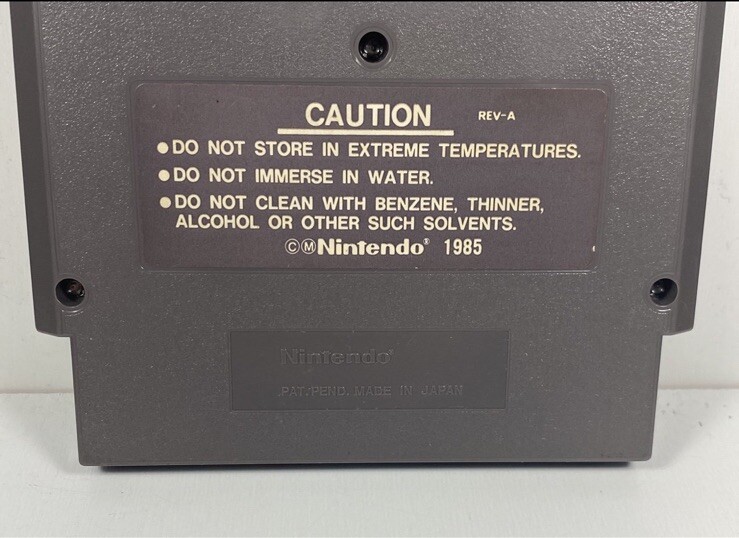 CAUTION REV-A
●DO NOT STORE IN EXTREME TEMPERATURES.
●DO NOT IMMERSE IN WATER.
●DO NOT CLEAN WITH BENZENE, THINNER,
ALCOHOL OR OTHER SUCH SOLVENTS.
ⒸⓂNintendo® 1985
Nintendo®
PAT. PEND. MADE IN JAPAN